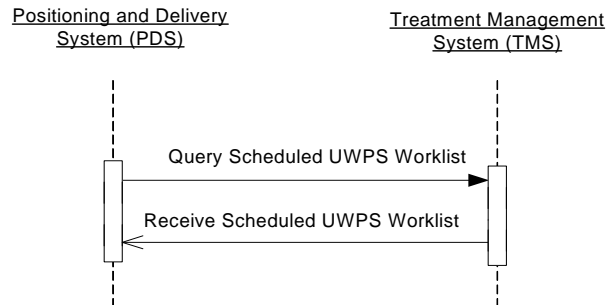 Positioning and Delivery
System (PDS)
Treatment Management
System (TMS)
Query Scheduled UWPS Worklist
Receive Scheduled UWPS Worklist